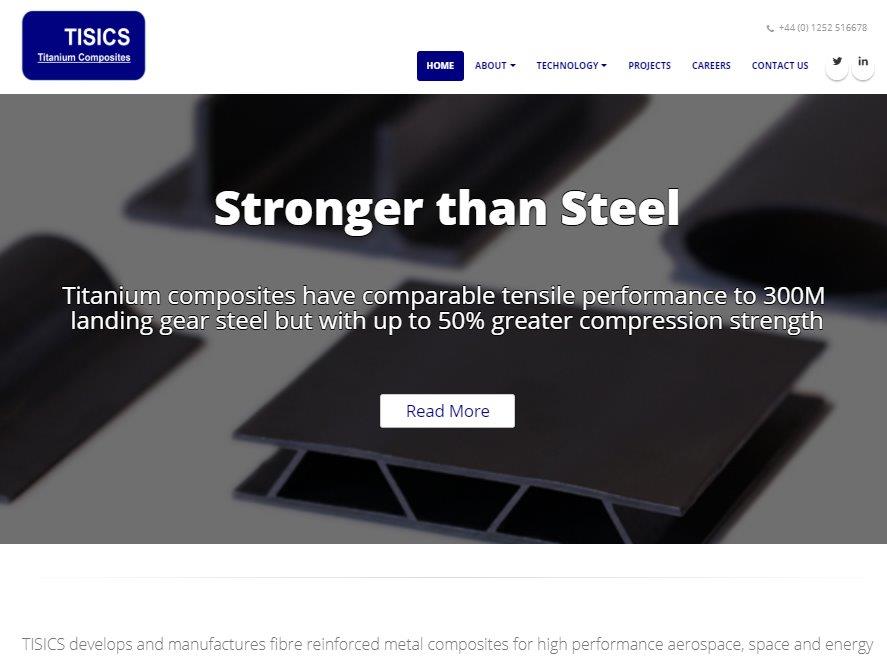 TISICS
Titanium Composites
+44 (0) 1252 516678
HOME ABOUT TECHNOLOGY PROJECTS CAREERS CONTACT US
Stronger than Steel
Titanium composites have comparable tensile performance to 300M
landing gear steel but with up to 50% greater compression strength
Read More
TISICS develops and manufactures fibre reinforced metal composites for high performance aerospace, space and energy